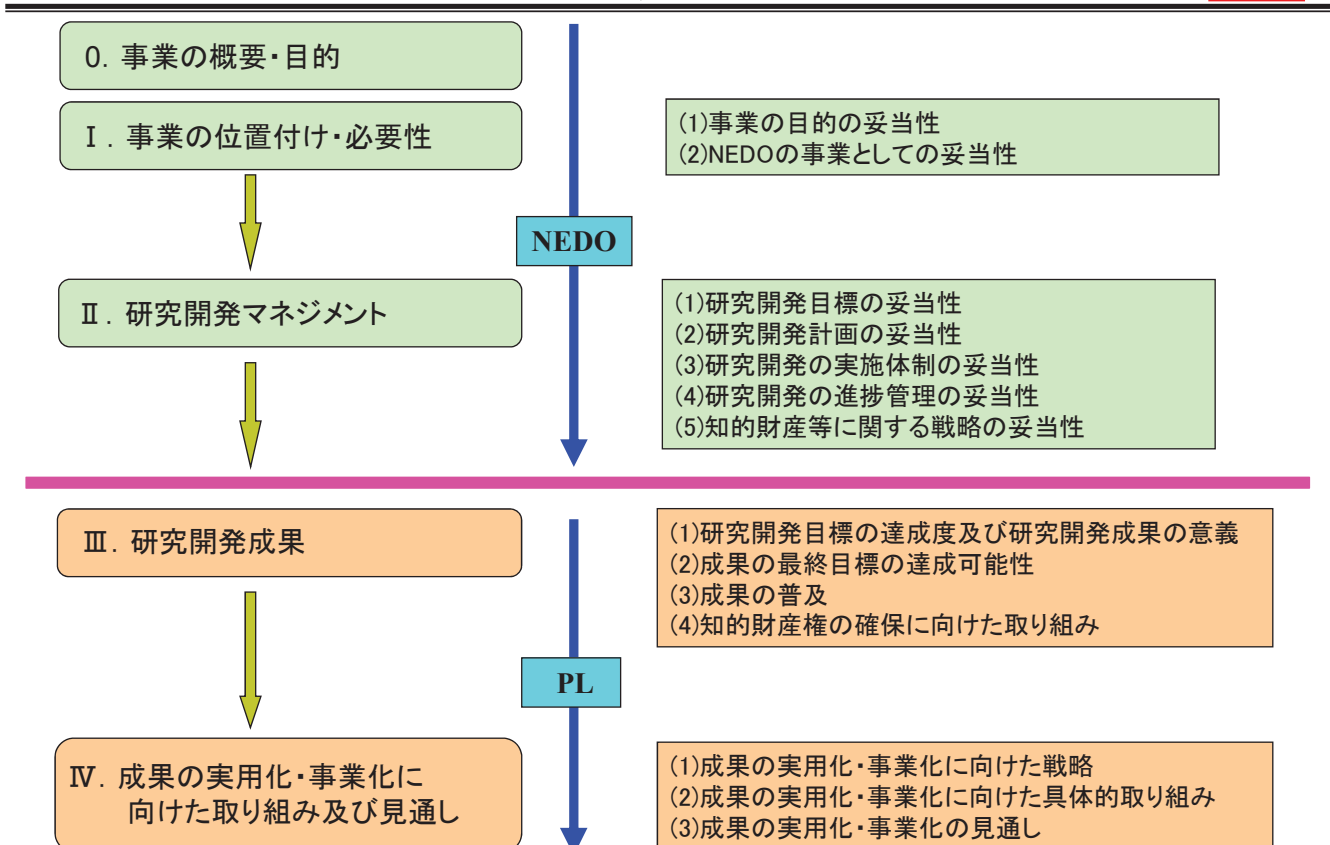 0. 事業の概要・目的
Ⅰ. 事業の位置付け・必要性
(1)事業の目的の妥当性
(2)NEDOの事業としての妥当性
NEDO
Ⅱ. 研究開発マネジメント
(1)研究開発目標の妥当性
(2)研究開発計画の妥当性
(3)研究開発の実施体制の妥当性
(4)研究開発の進捗管理の妥当性
(5)知的財産等に関する戦略の妥当性
Ⅲ. 研究開発成果
(1)研究開発目標の達成度及び研究開発成果の意義
(2)成果の最終目標の達成可能性
(3)成果の普及
(4)知的財産権の確保に向けた取り組み
PL
Ⅳ. 成果の実用化・事業化に
向けた取り組み及び見通し
(1)成果の実用化・事業化に向けた戦略
(2)成果の実用化・事業化に向けた具体的取り組み
(3)成果の実用化・事業化の見通し